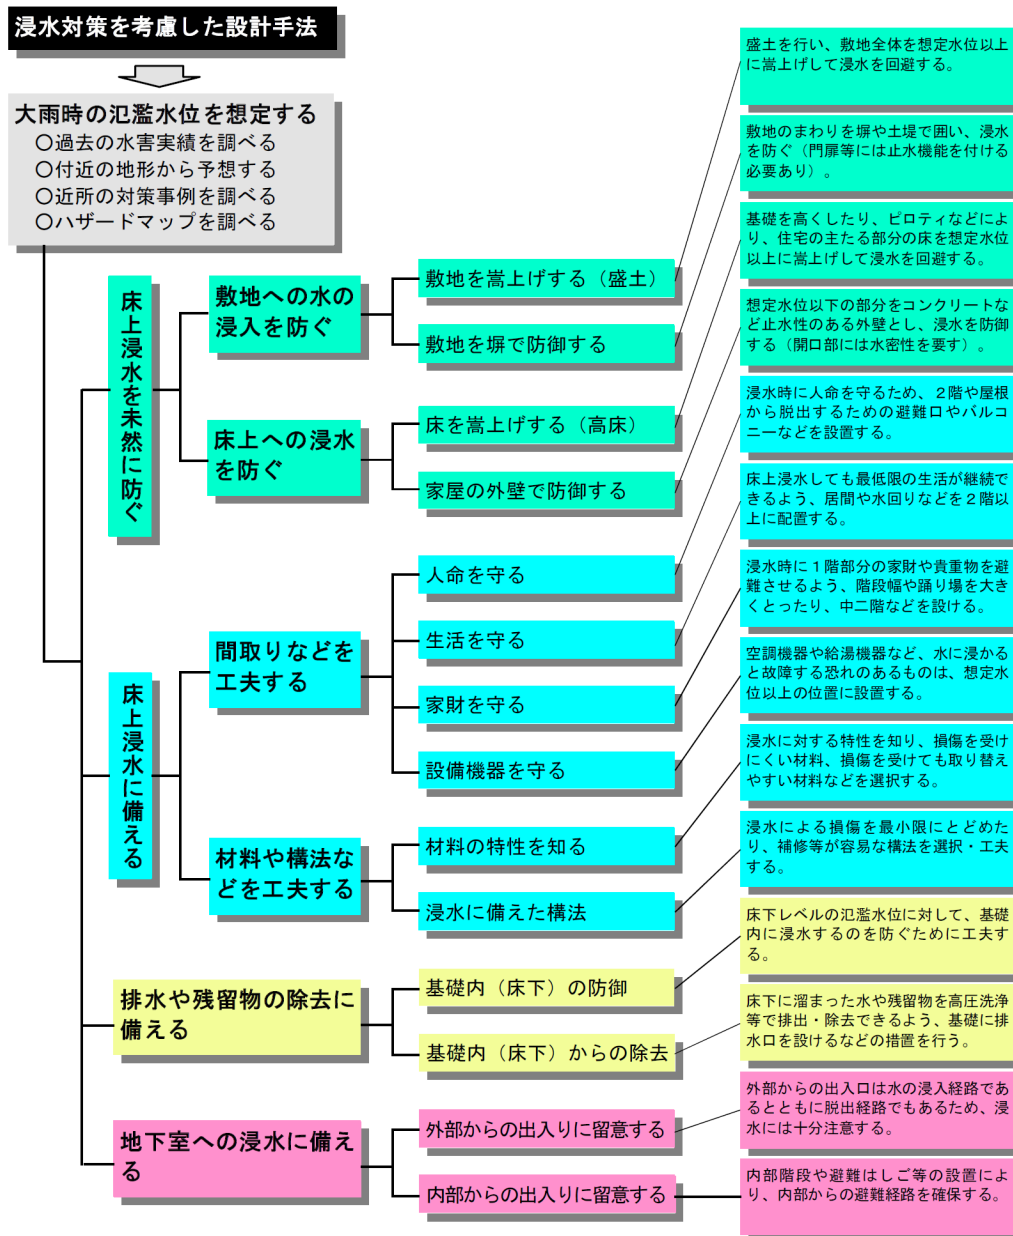 浸水対策を考慮した設計手法
大雨時の氾濫水位を想定する
○過去の水害実績を調べる
○付近の地形から予想する
○近所の対策事例を調べる
○ハザードマップを調べる
床上浸水を未然に防ぐ
敷地への水の
浸入を防ぐ
敷地を嵩上げする（盛土）
盛土を行い、敷地全体を想定水位以上
に嵩上げして浸水を回避する。
敷地を塀で防御する
敷地のまわりを塀や土堤で囲い、浸水
を防ぐ（門扉等には止水機能を付ける
必要あり）。
床上への浸水
を防ぐ
床を嵩上げする（高床）
基礎を高くしたり、ピロティなどによ
り、住宅の主たる部分の床を想定水位
以上に嵩上げして浸水を回避する。
家屋の外壁で防御する
想定水位以下の部分をコンクリートな
ど止水性のある外壁とし、浸水を防御
する（開口部には水密性を要す）。
床上浸水に備える
間取りなどを
工夫する
人命を守る
浸水時に人命を守るため、２階や屋根
から脱出するための避難口やバルコ
ニーなどを設置する。
生活を守る
床上浸水しても最低限の生活が継続で
きるよう、居間や水回りなどを２階以
上に配置する。
家財を守る
浸水時に１階部分の家財や貴重物を避
難させるよう、階段幅や踊り場を大き
くとったり、中二階などを設ける。
設備機器を守る
空調機器や給湯機器など、水に浸かる
と故障する恐れのあるものは、想定水
位以上の位置に設置する。
材料や構法な
どを工夫する
材料の特性を知る
浸水に対する特性を知り、損傷を受け
にくい材料、損傷を受けても取り替え
やすい材料などを選択する。
浸水に備えた構法
浸水による損傷を最小限にとどめた
り、補修等が容易な構法を選択・工夫
する。
排水や残留物の除去に
備える
基礎内（床下）の防御
床下レベルの氾濫水位に対して、基礎
内に浸水するのを防ぐために工夫す
る。
基礎内（床下）からの除去
床下に溜まった水や残留物を高圧洗浄
等で排出・除去できるよう、基礎に排
水口を設けるなどの措置を行う。
地下室への浸水に備え
る
外部からの出入りに留意する
外部からの出入口は水の浸入経路であ
るとともに脱出経路でもあるため、浸
水には十分注意する。
内部からの出入りに留意する
内部階段や避難はしご等の設置によ
り、内部からの避難経路を確保する。